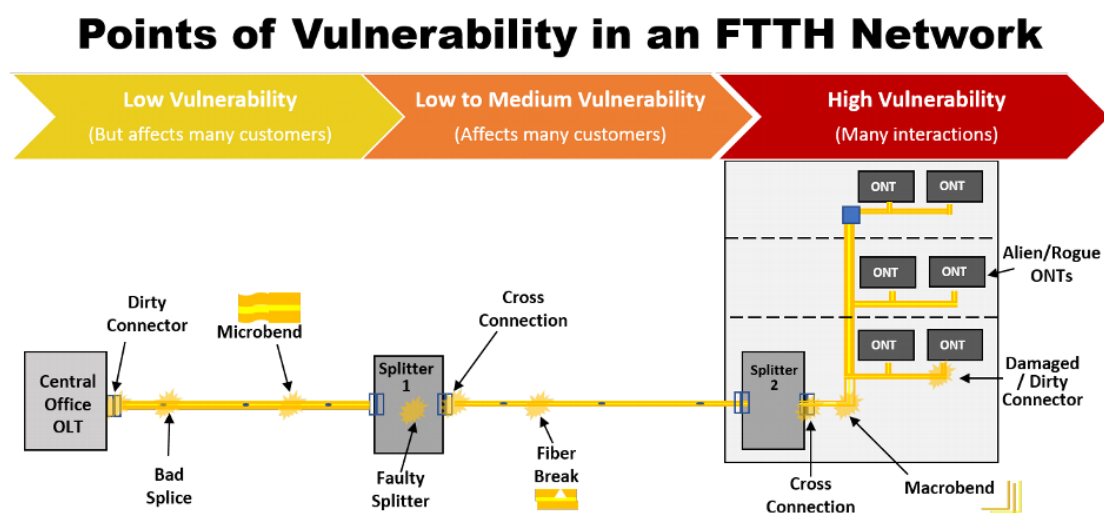 Points of Vulnerability in an FTTH Network
Low Vulnerability
(But affects many customers)
Low to Medium Vulnerability
(Affects many customers)
High Vulnerability
(Many interactions)
ONT
ONT
ONT
ONT
Alien/Rogue
ONTs
Dirty
Connector
Microbend
Cross
Connection
ONT
ONT
Central
Office
OLT
Splitter
1
Splitter
2
Damaged
/ Dirty
Connector
Bad
Splice
Faulty
Splitter
Fiber
Break
Cross
Connection
Macrobend